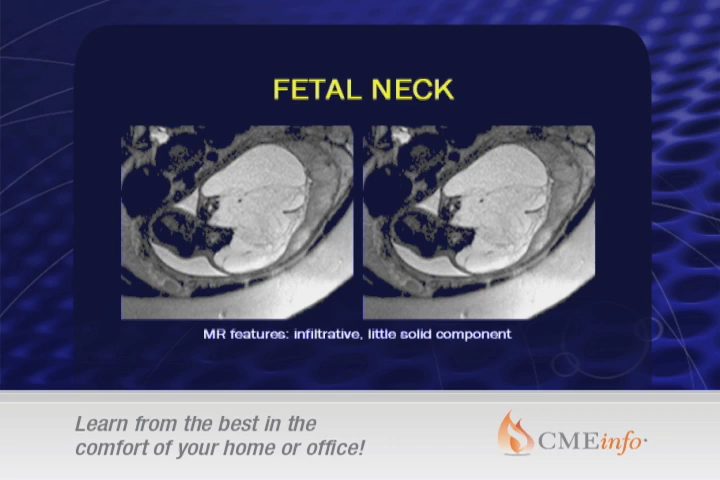 FETAL NECK
MR features: infiltrative, little solid component
Learn from the best in the
comfort of your home or office!
CMEinfo